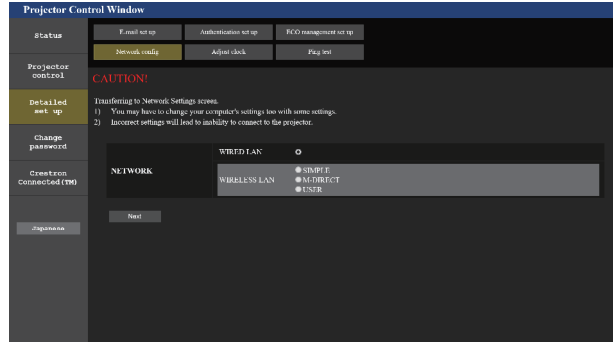 Projector Control Window
Status
Projector
control
Detailed
set up
Change
password
Crestron
Connected(TM)
Japanese
E-mail set up
Authentication set up
ECO management set up
Network config
Adjust clock
Ping test
CAUTION!
Transferring to Network Settings screen.
1) You may have to change your computer's settings too with some settings.
2) Incorrect settings will lead to inability to connect to the projector.
NETWORK
WIRED LAN
WIRELESS LAN
SIMPLE
M-DIRECT
USER
Next